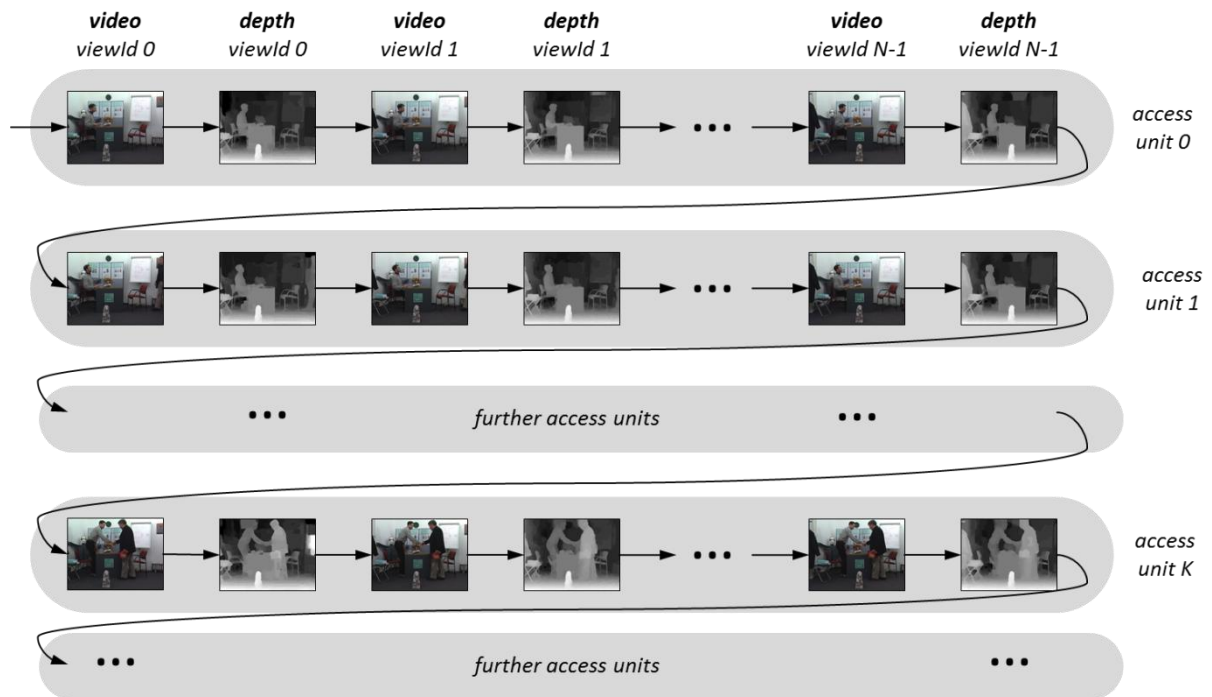 video depth video depth video depth
viewId 0 viewId 0 viewId 1 viewId 1 viewId N-1 viewId N-1
access
unit 0
access
unit 1
further access units
access
unit K
further access units